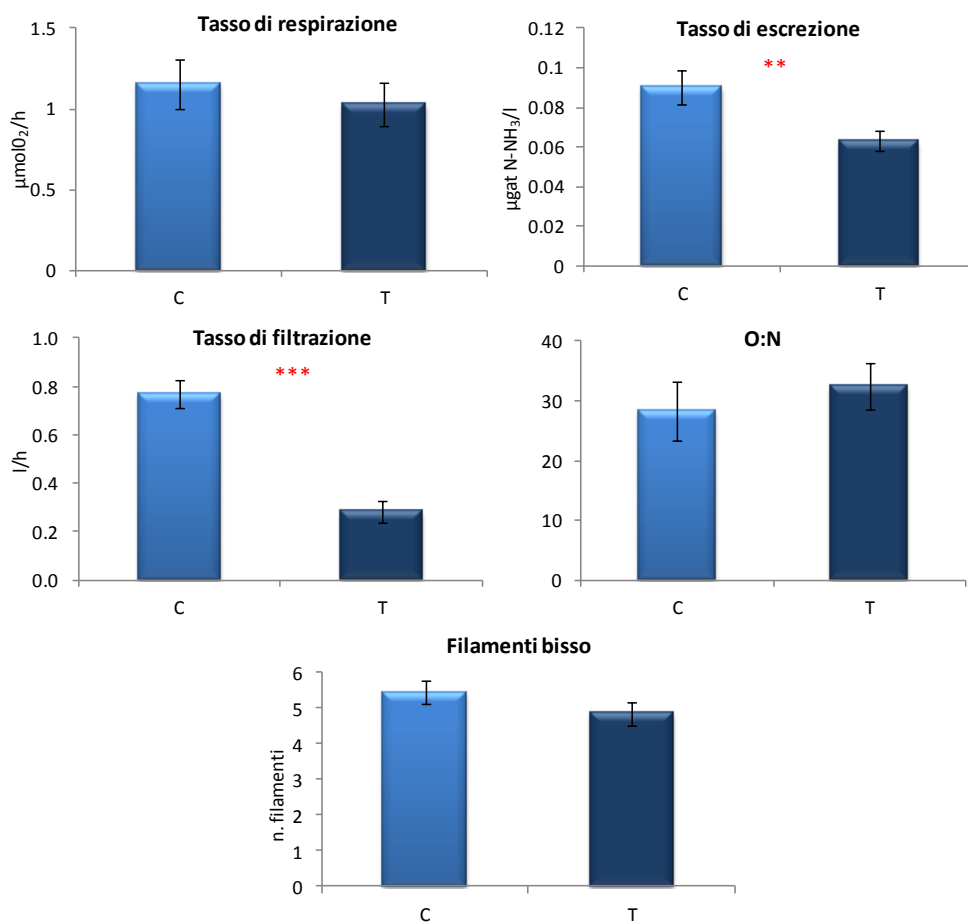 Tasso di respirazione
1.5
1
0.5
0
µmol0₂/h
C T
Tasso di escrezione
**
0.12
0.1
0.08
0.06
0.04
0.02
0
µgat N-NH₃/l
C T
Tasso di filtrazione
***
1.0
0.8
0.6
0.4
0.2
0.0
l/h
C T
O:N
40
30
20
10
0
C T
Filamenti bisso
6
5
4
3
2
1
0
n. filamenti
C T